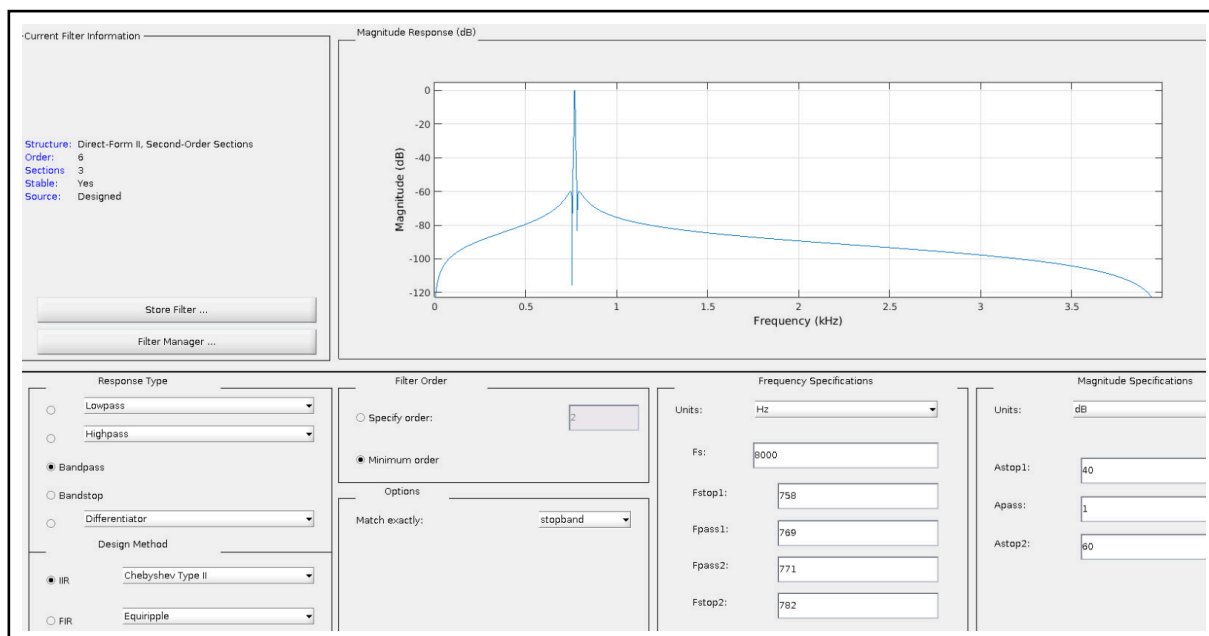 Current Filter Information
Structure: Direct-Form II, Second-Order Sections
Order: 6
Sections 3
Stable: Yes
Source: Designed
Store Filter ...
Filter Manager ...
Magnitude Response (dB)
Magnitude (dB)
0
-20
-40
-60
-80
-100
-120
0 0.5 1 1.5 2 2.5 3 3.5
Frequency (kHz)
Response Type
Lowpass
Highpass
Bandpass
Bandstop
Differentiator
Design Method
IIR Chebyshev Type II
FIR Equiripple
Filter Order
Specify order: 2
Minimum order
Options
Match exactly: stopband
Frequency Specifications
Units: Hz
Fs: 8000
Fstop1: 758
Fpass1: 769
Fpass2: 771
Fstop2: 782
Magnitude Specifications
Units: dB
Astop1: 40
Apass: 1
Astop2: 60